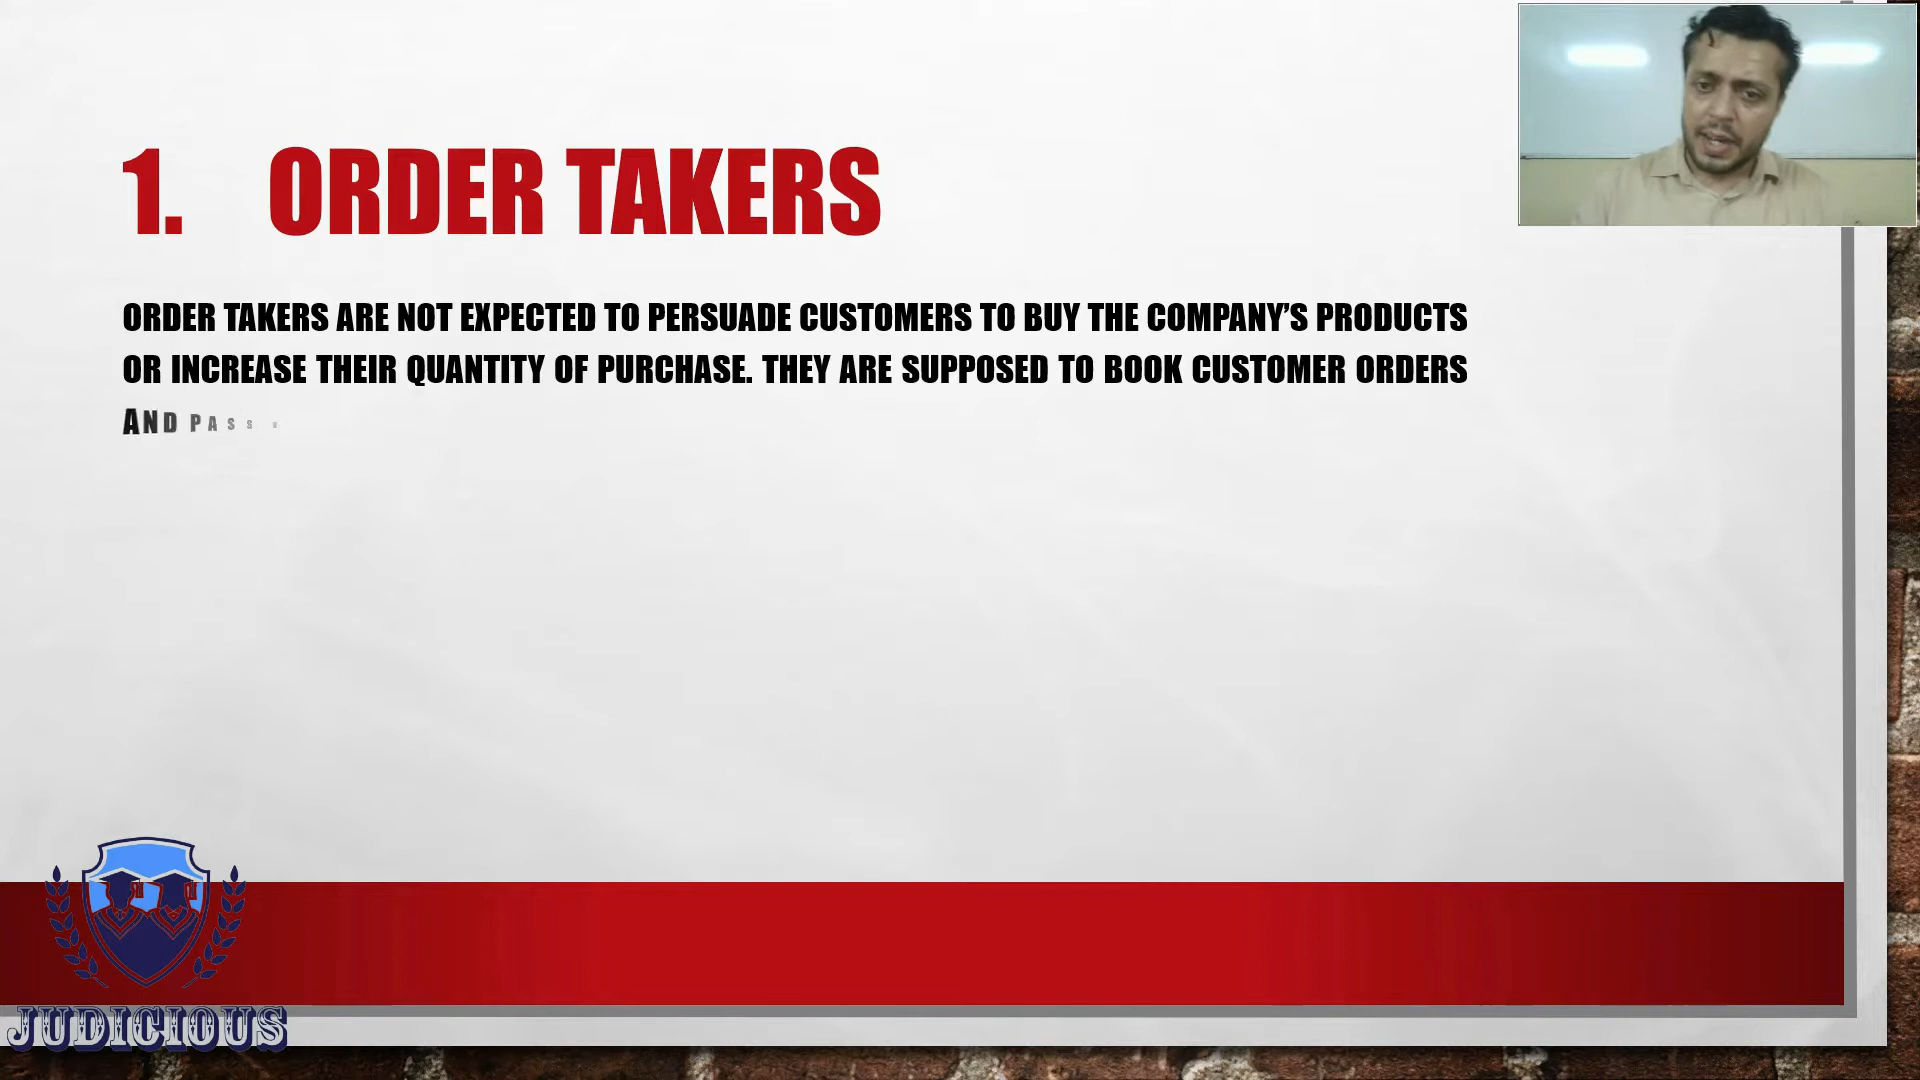 1. ORDER TAKERS
ORDER TAKERS ARE NOT EXPECTED TO PERSUADE CUSTOMERS TO BUY THE COMPANY’S PRODUCTS
OR INCREASE THEIR QUANTITY OF PURCHASE. THEY ARE SUPPOSED TO BOOK CUSTOMER ORDERS
AND PASS
JUDICIOUS